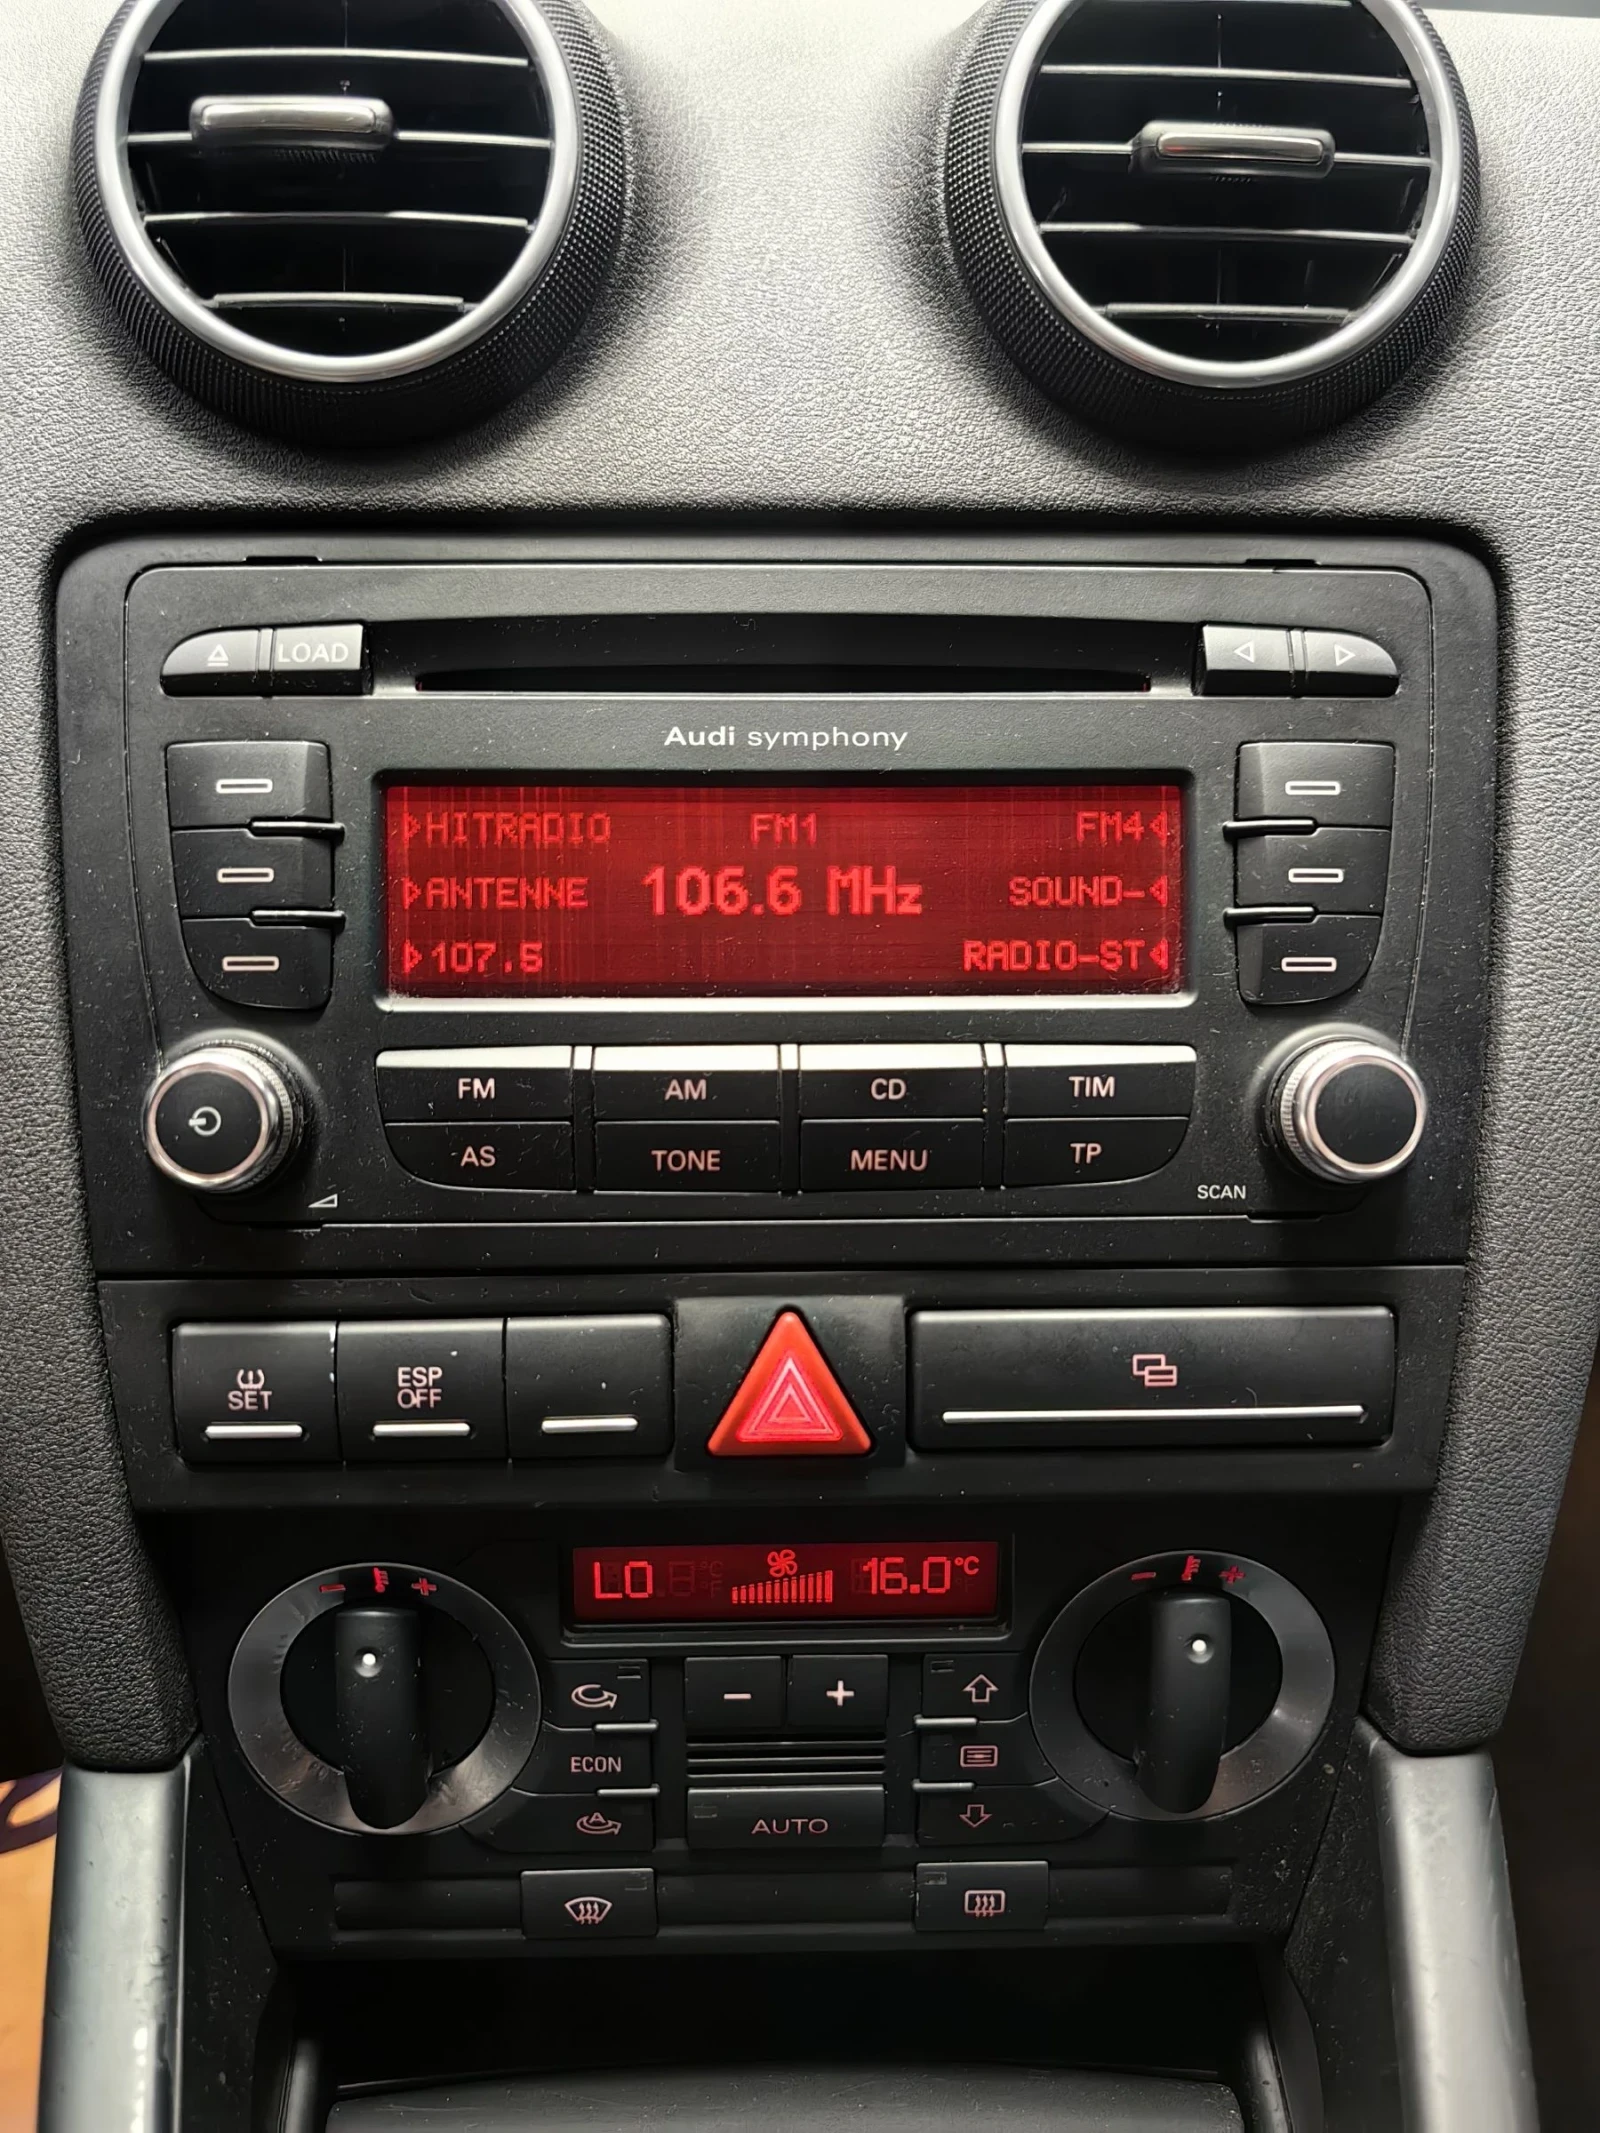 LOAD
Audi symphony
HITRADIO FM1 FM4
ANTENNE 106.6 MHz SOUND-
107.5 RADIO-ST
FM AM CD TIM
AS TONE MENU TP
SCAN
SET
ESP
OFF
LO 16.0°C
- +
- +
- +
ECON
A
AUTO